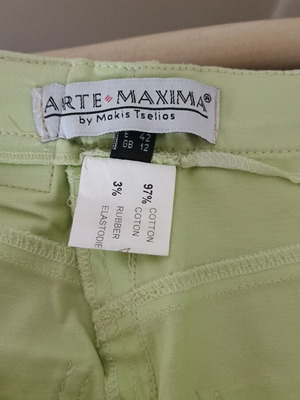 ARTE MAXIMA®
by Makis Tselios
E 42
GB 12
97% COTTON
COTON
3% RUBBER
ELASTODIE